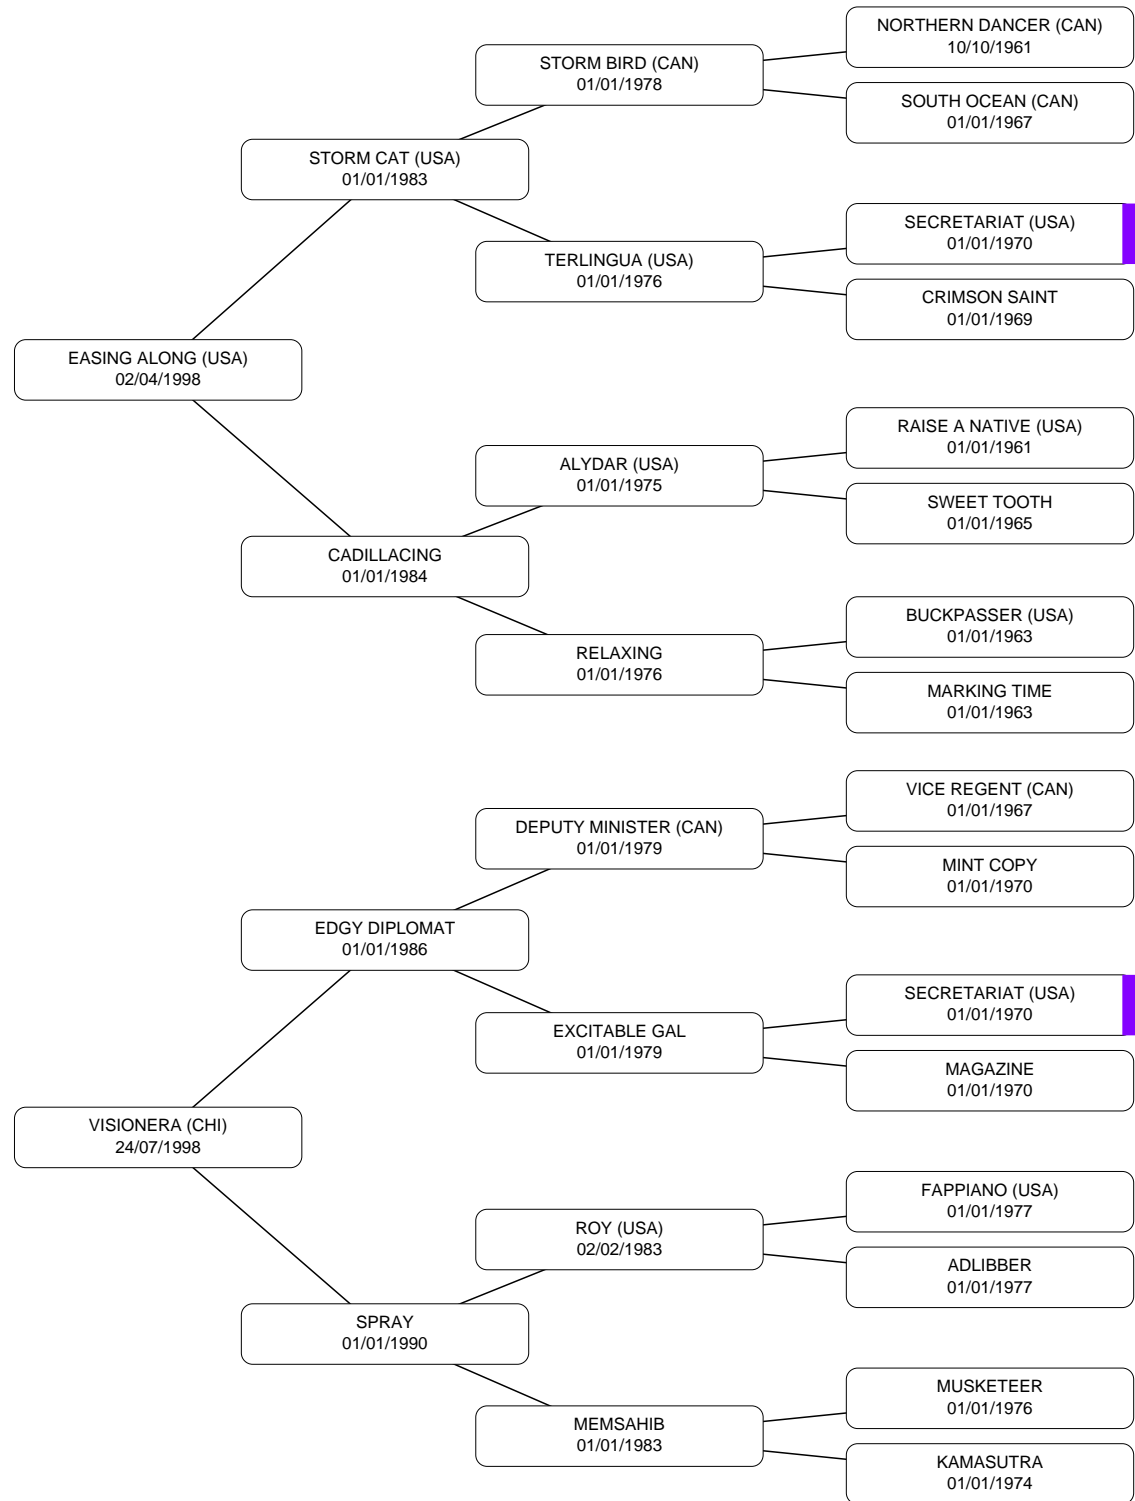 NORTHERN DANCER (CAN)
10/10/1961
STORM BIRD (CAN)
01/01/1978
SOUTH OCEAN (CAN)
01/01/1967
STORM CAT (USA)
01/01/1983
SECRETARIAT (USA)
01/01/1970
TERLINGUA (USA)
01/01/1976
CRIMSON SAINT
01/01/1969
EASING ALONG (USA)
02/04/1998
RAISE A NATIVE (USA)
01/01/1961
ALYDAR (USA)
01/01/1975
SWEET TOOTH
01/01/1965
CADILLACING
01/01/1984
BUCKPASSER (USA)
01/01/1963
RELAXING
01/01/1976
MARKING TIME
01/01/1963
VICE REGENT (CAN)
01/01/1967
DEPUTY MINISTER (CAN)
01/01/1979
MINT COPY
01/01/1970
EDGY DIPLOMAT
01/01/1986
SECRETARIAT (USA)
01/01/1970
EXCITABLE GAL
01/01/1979
MAGAZINE
01/01/1970
VISIONERA (CHI)
24/07/1998
FAPPIANO (USA)
01/01/1977
ROY (USA)
02/02/1983
ADLIBBER
01/01/1977
SPRAY
01/01/1990
MUSKETEER
01/01/1976
MEMSAHIB
01/01/1983
KAMASUTRA
01/01/1974